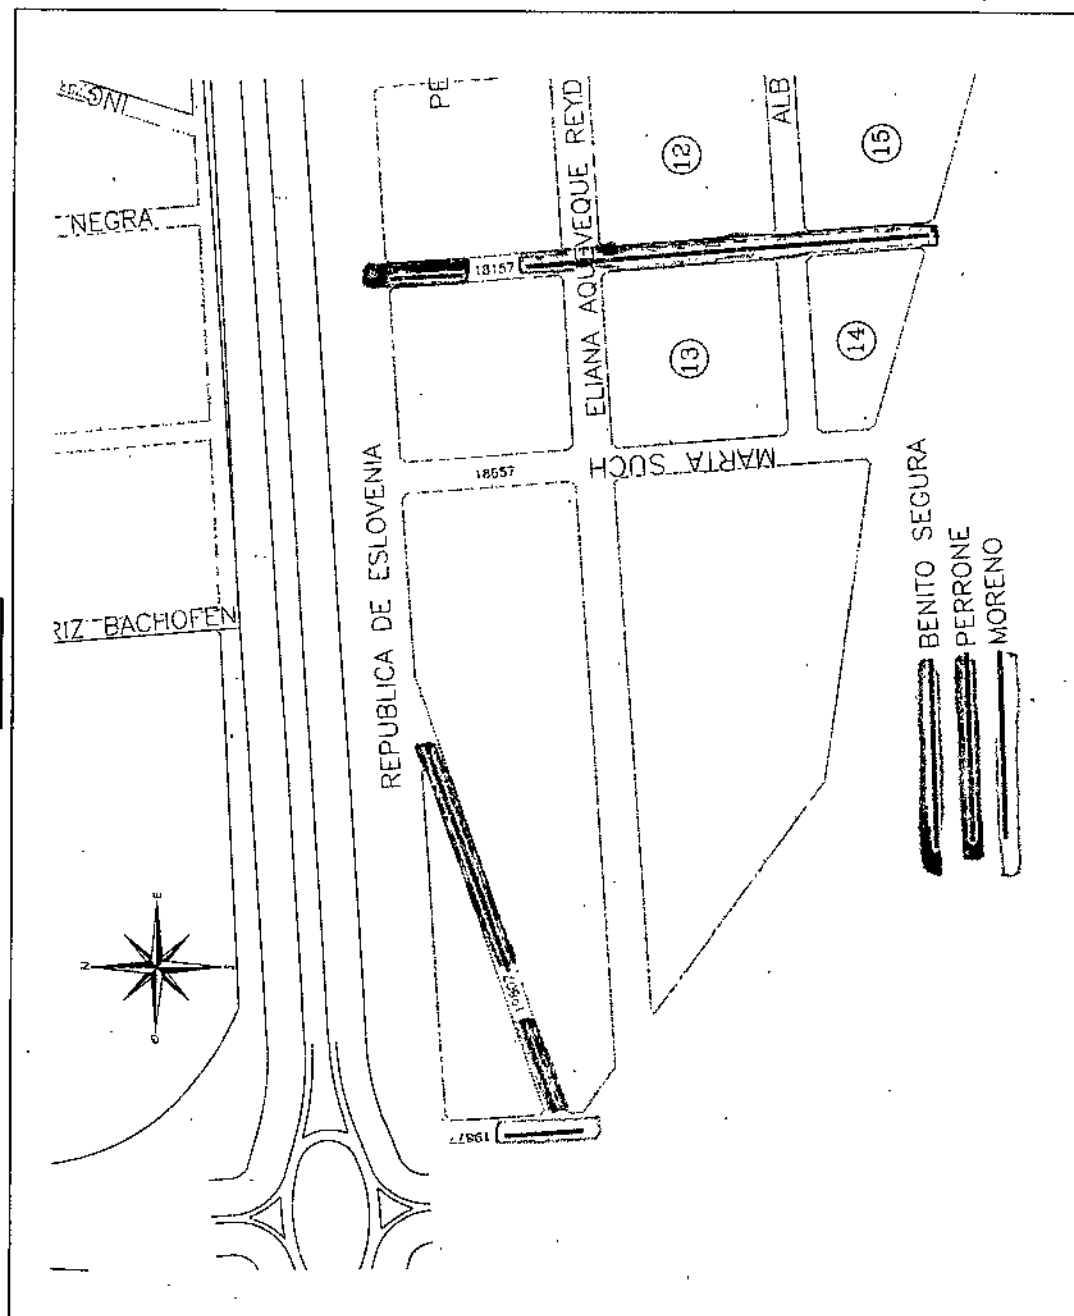 NEGRA
RIZ BACHOFEN
REPUBLICA DE ESLOVENIA
PE
ELIANA AQUEVEQUE REYD
ALB
MARTA SUCH
12
13
14
15
18157
18657
19877
N
E
S
O
BENITO SEGURA
PERRONE
MORENO